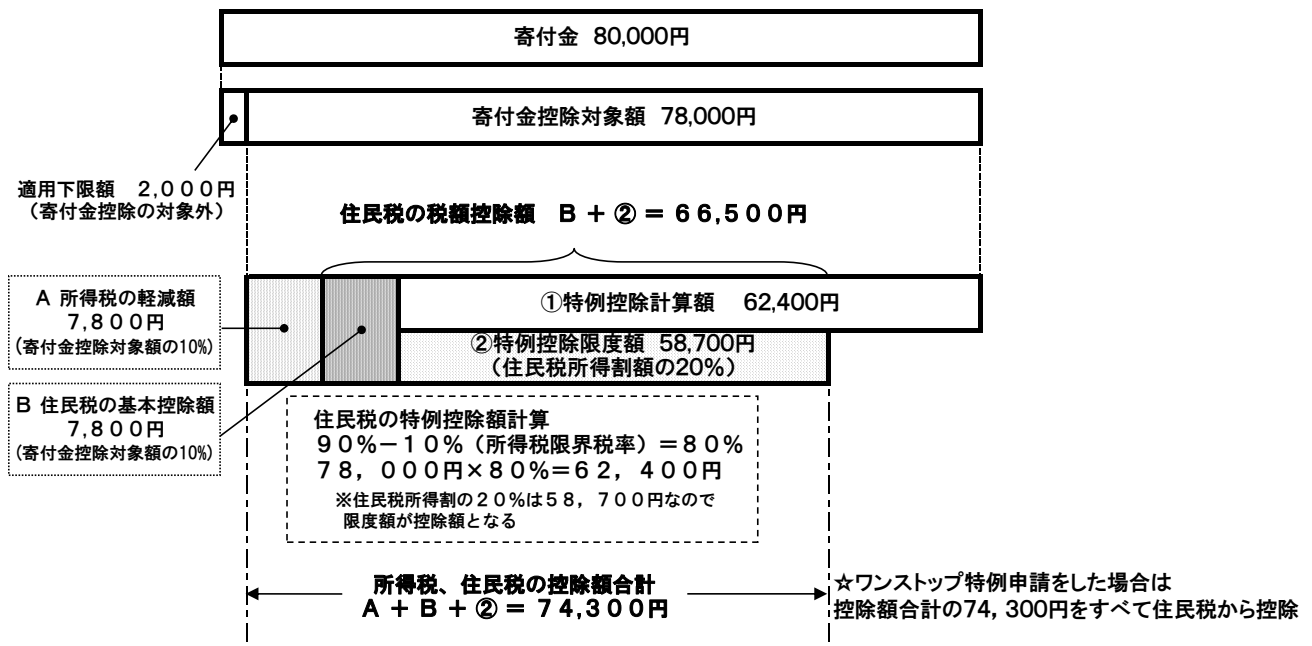 寄付金 80,000円
寄付金控除対象額 78,000円
適用下限額 2,000円
（寄付金控除の対象外）
住民税の税額控除額 B + ② = 66,500円
A 所得税の軽減額
7,800円
(寄付金控除対象額の10%)
①特例控除計算額 62,400円
②特例控除限度額 58,700円
（住民税所得割額の20%）
B 住民税の基本控除額
7,800円
(寄付金控除対象額の10%)
住民税の特例控除額計算
９０％－１０％（所得税限界税率）＝８０％
７８，０００円×８０％＝６２，４００円
※住民税所得割の２０％は５８，７００円なので
限度額が控除額となる
所得税、住民税の控除額合計
A + B + ② = 74,300円
☆ワンストップ特例申請をした場合は
控除額合計の74,300円をすべて住民税から控除